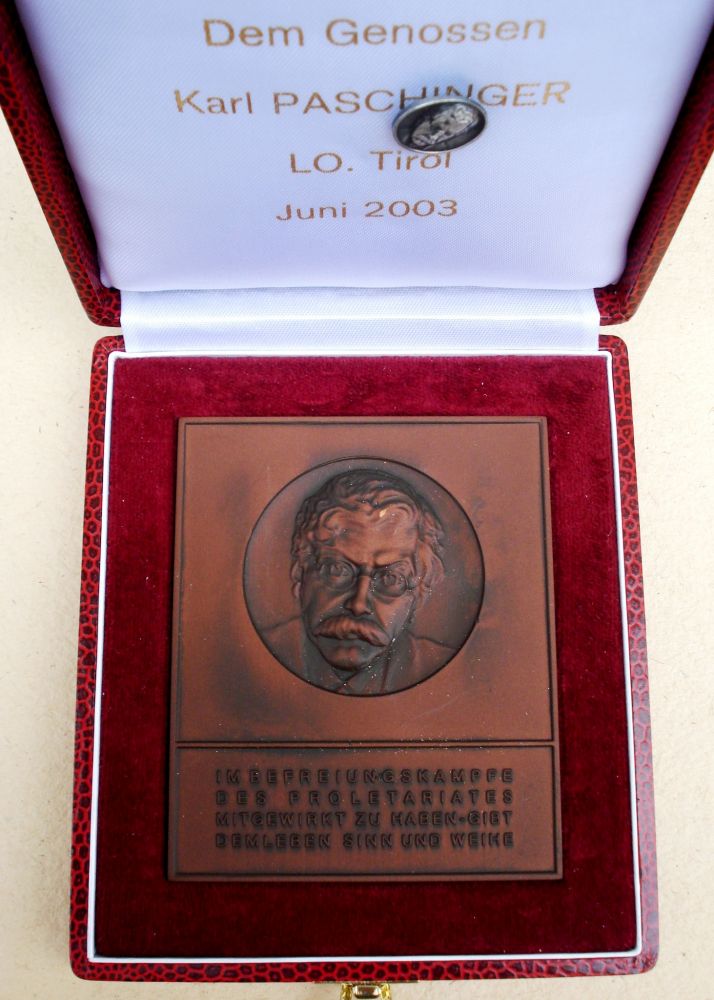 Dem Genossen
Karl PASCHINGER
LO. Tirol
Juni 2003
IM BEFREIUNGSKAMPFE
DES PROLETARIATES
MITGEWIRKT ZU HABEN·GIBT
DEM LEBEN SINN UND WEIHE